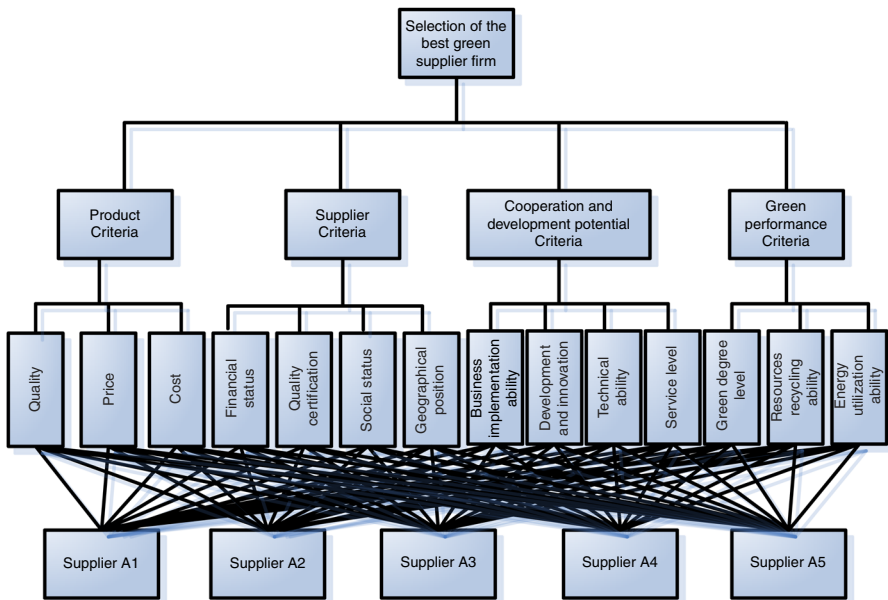 Selection of the
best green
supplier firm
Product
Criteria
Supplier
Criteria
Cooperation and
development potential
Criteria
Green
performance
Criteria
Quality
Price
Cost
Financial
status
Quality
certification
Social status
Geographical
position
Business
implementation
ability
Development
and innovation
Technical
ability
Service level
Green degree
level
Resources
recycling
ability
Energy
utilization
ability
Supplier A1
Supplier A2
Supplier A3
Supplier A4
Supplier A5